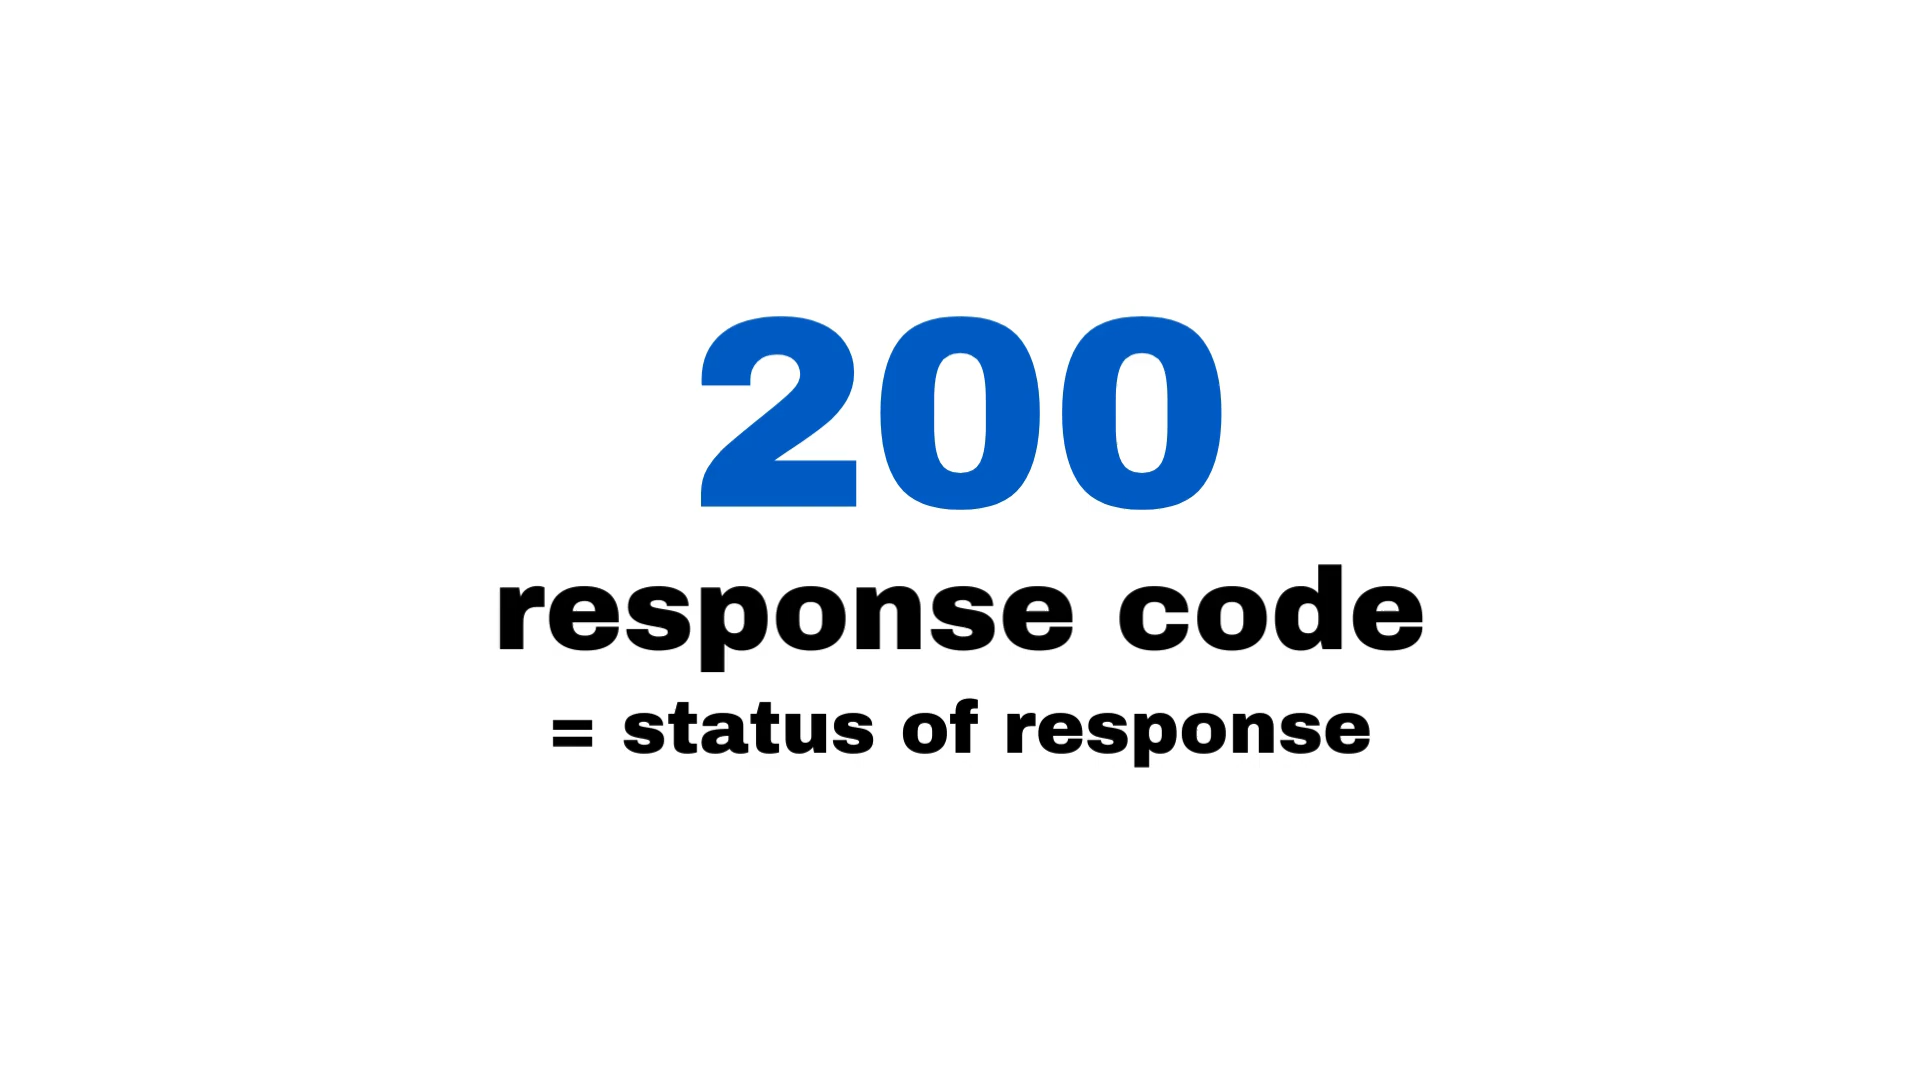 200
response code
= status of response